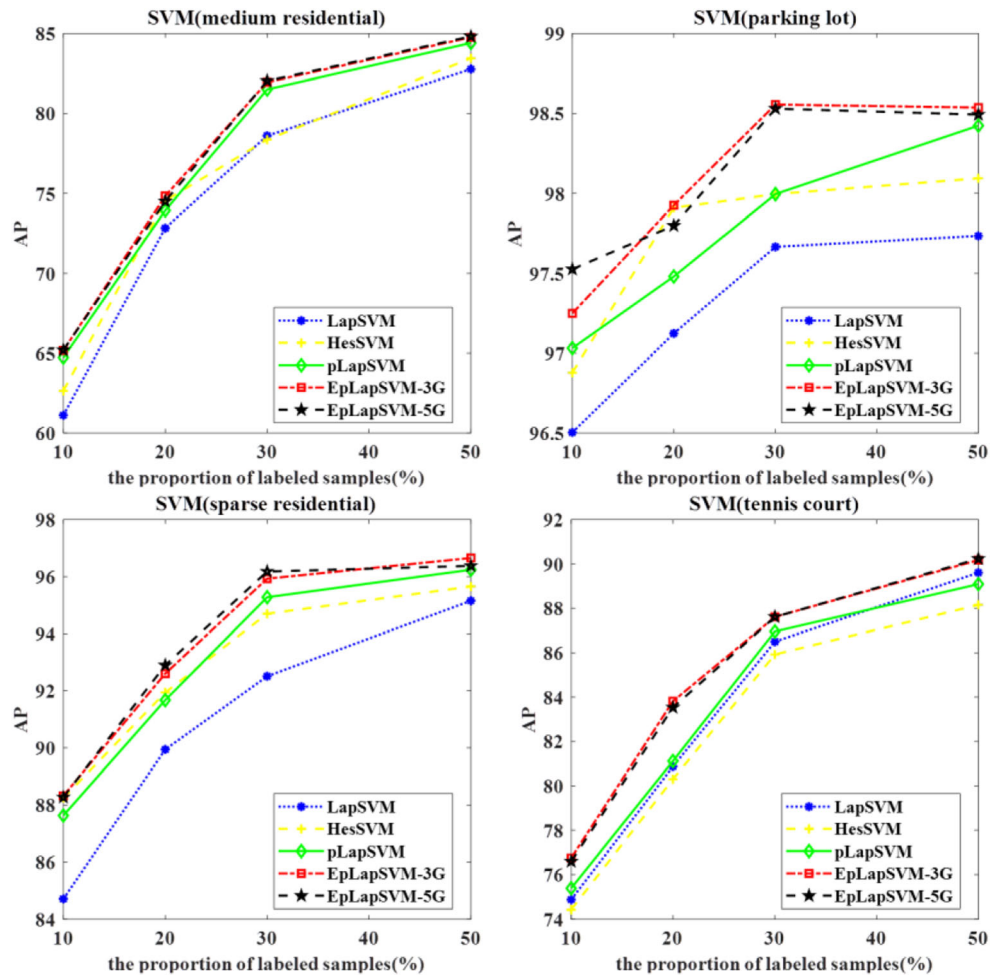 SVM(medium residential)
85
80
75
70
65
60
AP
10
20
30
40
50
the proportion of labeled samples(%)
LapSVM
HesSVM
pLapSVM
EpLapSVM-3G
EpLapSVM-5G
SVM(parking lot)
99
98.5
98
97.5
97
96.5
AP
10
20
30
40
50
the proportion of labeled samples(%)
LapSVM
HesSVM
pLapSVM
EpLapSVM-3G
EpLapSVM-5G
SVM(sparse residential)
98
96
94
92
90
88
86
84
AP
10
20
30
40
50
the proportion of labeled samples(%)
LapSVM
HesSVM
pLapSVM
EpLapSVM-3G
EpLapSVM-5G
SVM(tennis court)
92
90
88
86
84
82
80
78
76
74
AP
10
20
30
40
50
the proportion of labeled samples(%)
LapSVM
HesSVM
pLapSVM
EpLapSVM-3G
EpLapSVM-5G